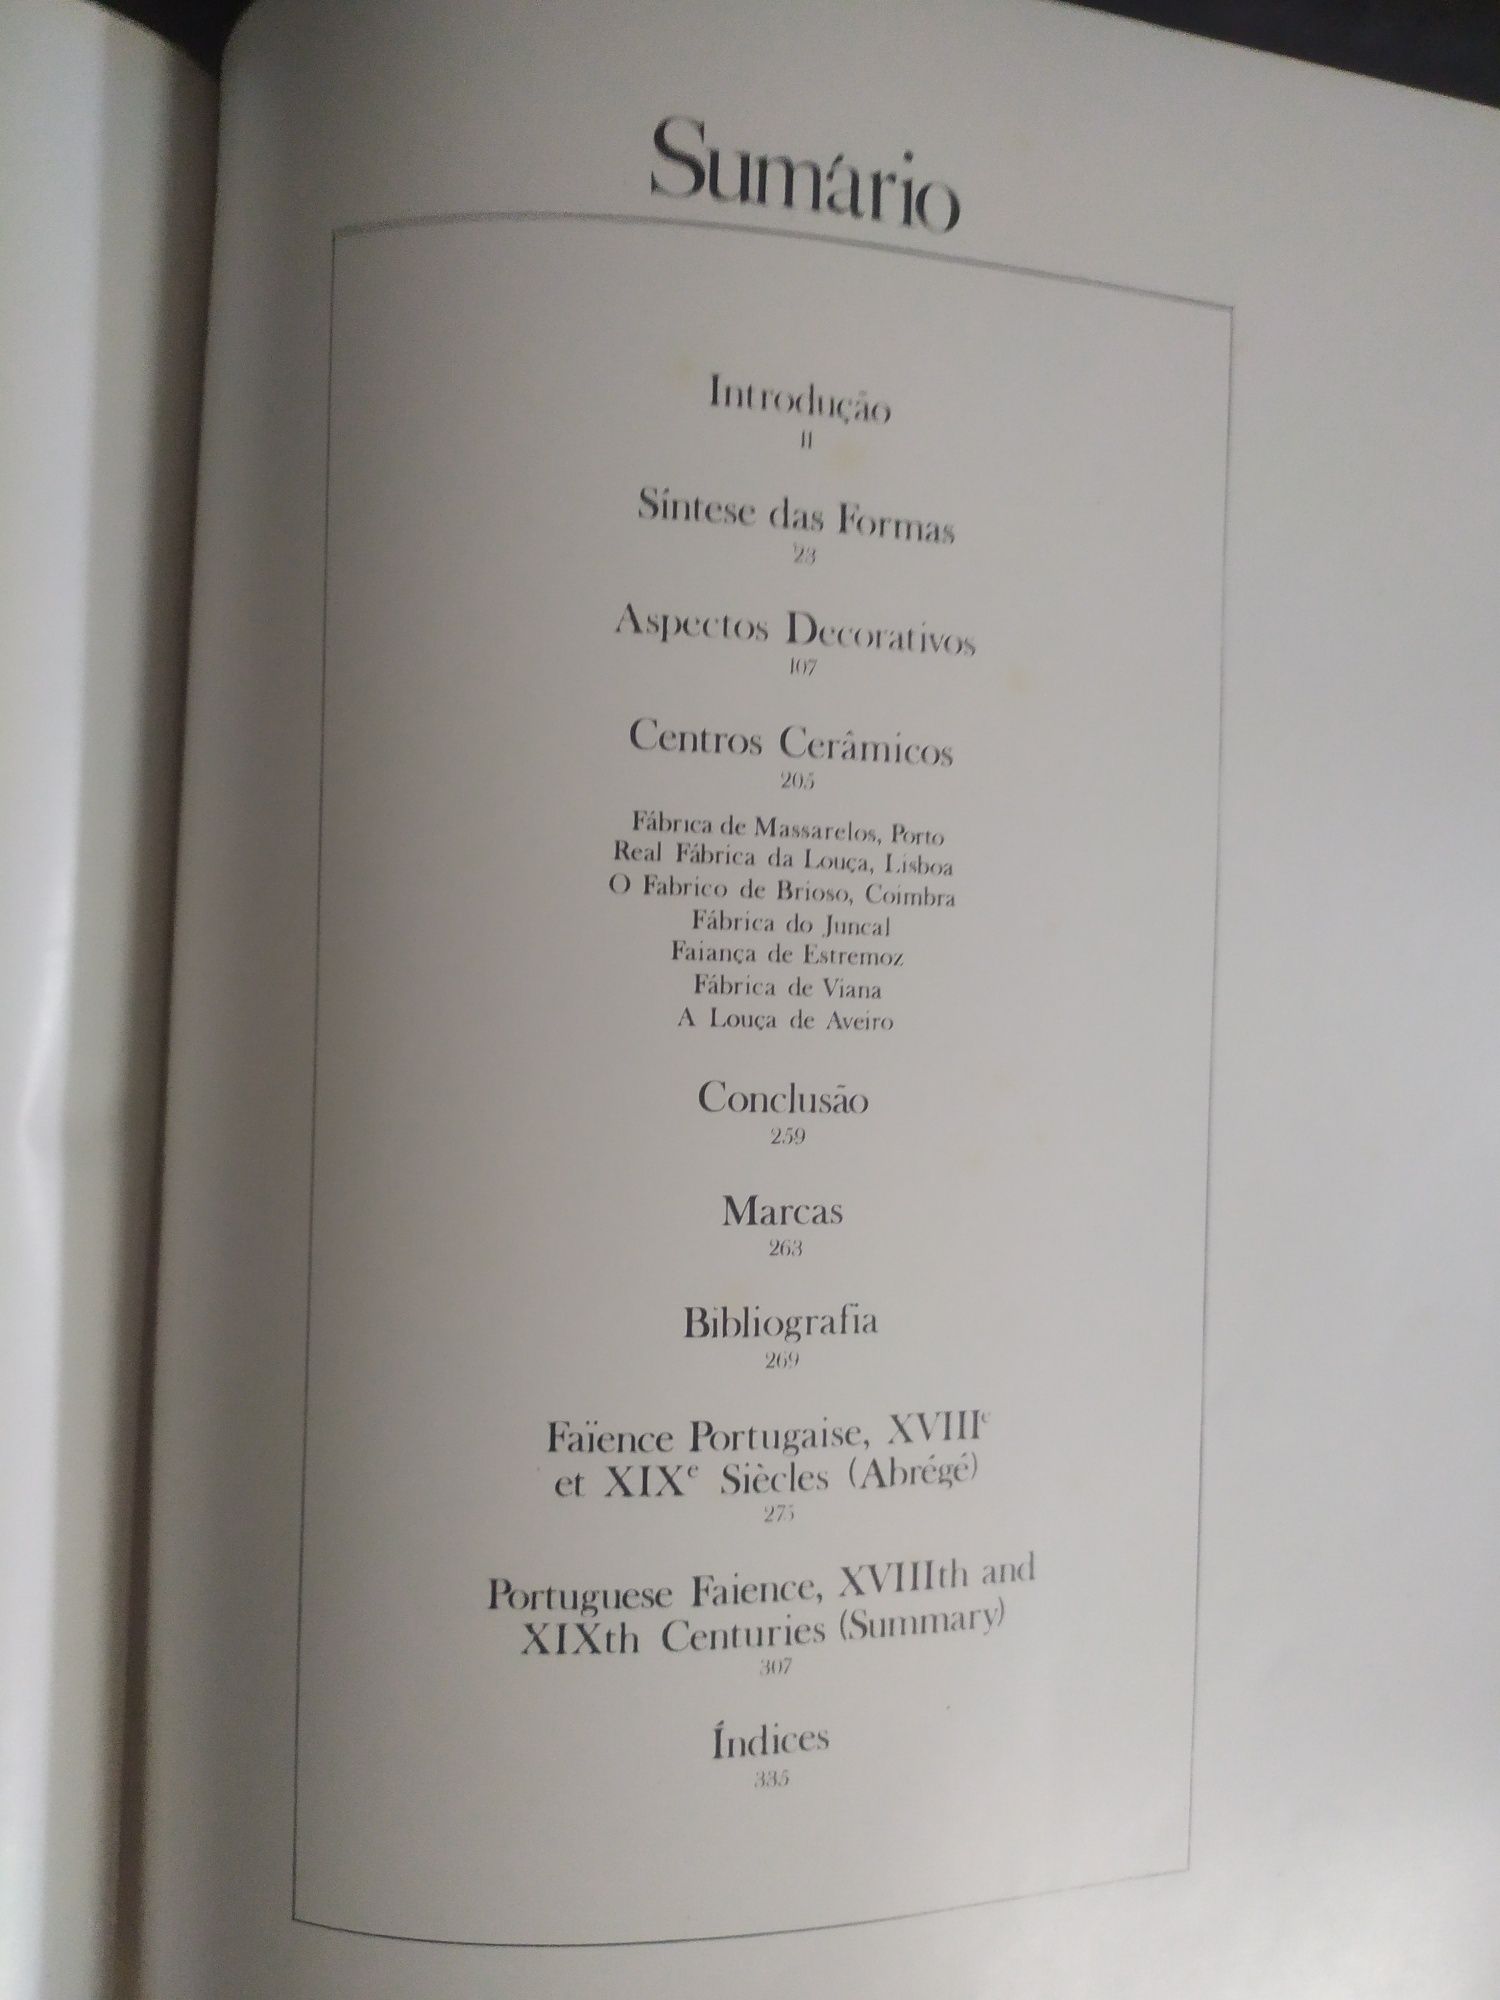 Sumário
Introdução
11
Síntese das Formas
23
Aspectos Decorativos
107
Centros Cerâmicos
205
Fábrica de Massarelos, Porto
Real Fábrica da Louça, Lisboa
O Fabrico de Brioso, Coimbra
Fábrica do Juncal
Faiança de Estremoz
Fábrica de Viana
A Louça de Aveiro
Conclusão
259
Marcas
263
Bibliografia
269
Faïence Portugaise, XVIIIe
et XIXe Siècles (Abrégé)
275
Portuguese Faience, XVIIIth and
XIXth Centuries (Summary)
307
Índices
335